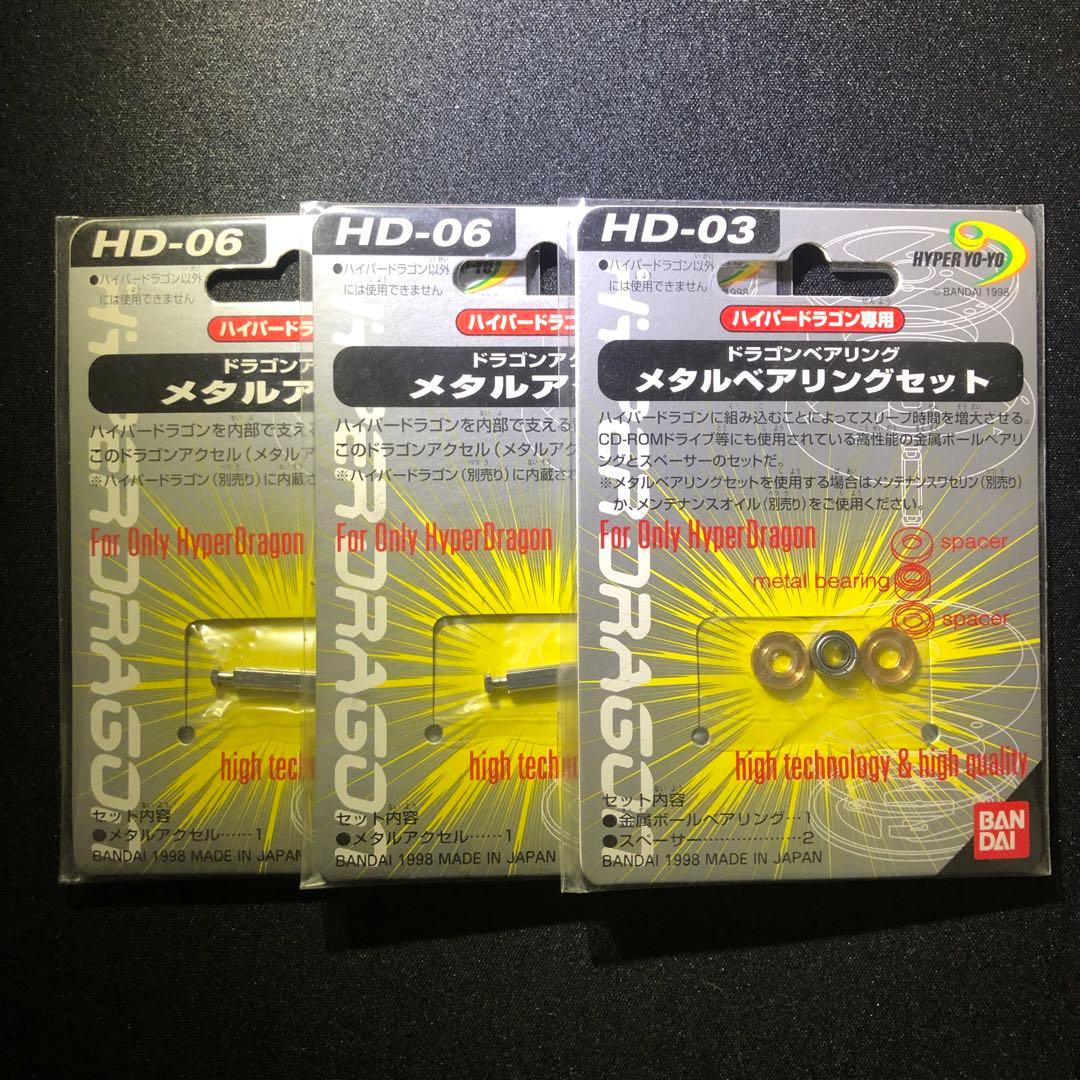 HD-06
●ハイパードラゴン以外
には使用できません
ハイパードラ
ドラゴンア
メタルア
ハイパードラゴンを内部で支え
このドラゴンアクセル(メタルア
※ハイパードラゴン(別売り)に内蔵さ
For Only HyperDragon
high techn
セット内容
●メタルアクセル……1
BANDAI 1998 MADE IN JAPAN
HD-06
●ハイパードラゴン以外
には使用できません
ハイパードラ
ドラゴンアク
メタルア
ハイパードラゴンを内部で支える
このドラゴンアクセル(メタルアク
※ハイパードラゴン(別売り)に内蔵され
For Only HyperDragon
high techn
セット内容
●メタルアクセル……1
BANDAI 1998 MADE IN JAPAN
HD-03
HYPER YO-YO
©BANDAI 1998
●ハイパードラゴン以外
には使用できません
ハイパードラゴン専用
ドラゴンベアリング
メタルベアリングセット
ハイパードラゴンに組み込むことによってスリープ時間を増大させる。
CD-ROMドライブ等にも使用されている高性能の金属ボールベアリ
ングとスペーサーのセットだ。
※メタルベアリングセットを使用する場合はメンテナンスワセリン(別売り)
か、メンテナンスオイル(別売り)をご使用ください。
For Only HyperDragon
spacer
metal bearing
spacer
high technology & high quality
セット内容
●金属ボールベアリング…1
●スペーサー………………2
BANDAI 1998 MADE IN JAPAN
BAN
DAI